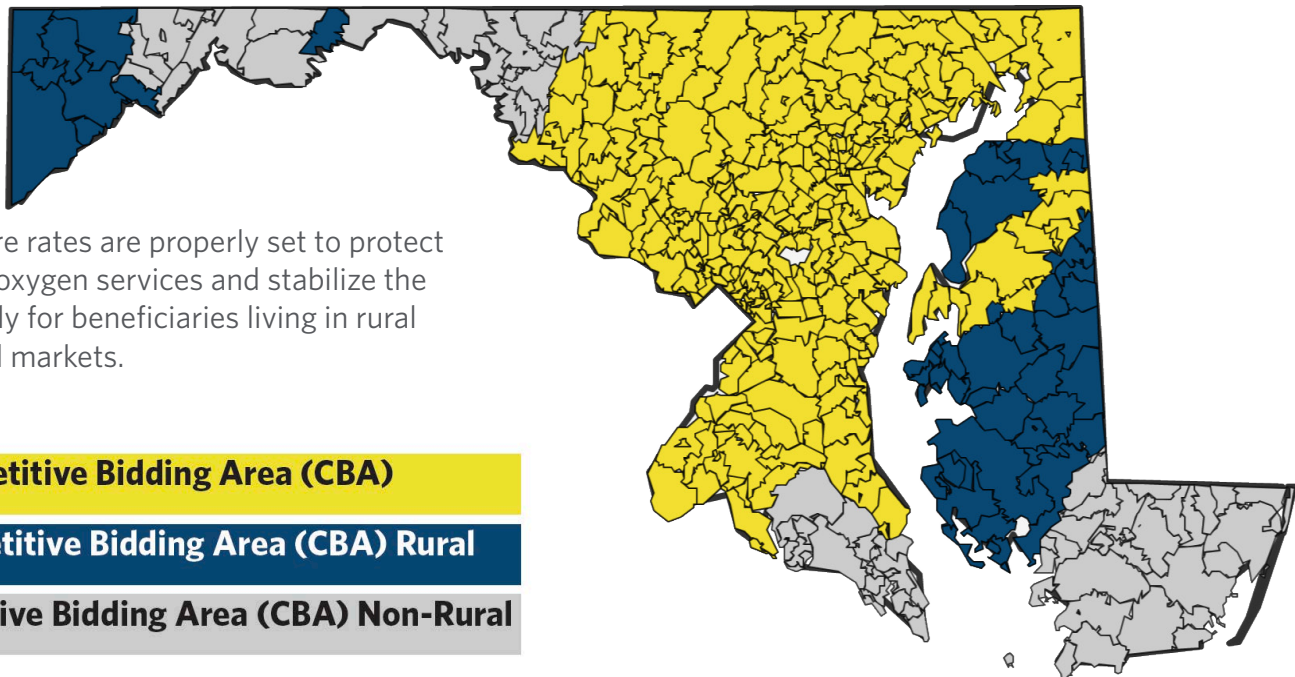 re rates are properly set to protect
oxygen services and stabilize the
ly for beneficiaries living in rural
l markets.
etitive Bidding Area (CBA)
etitive Bidding Area (CBA) Rural
ive Bidding Area (CBA) Non-Rural